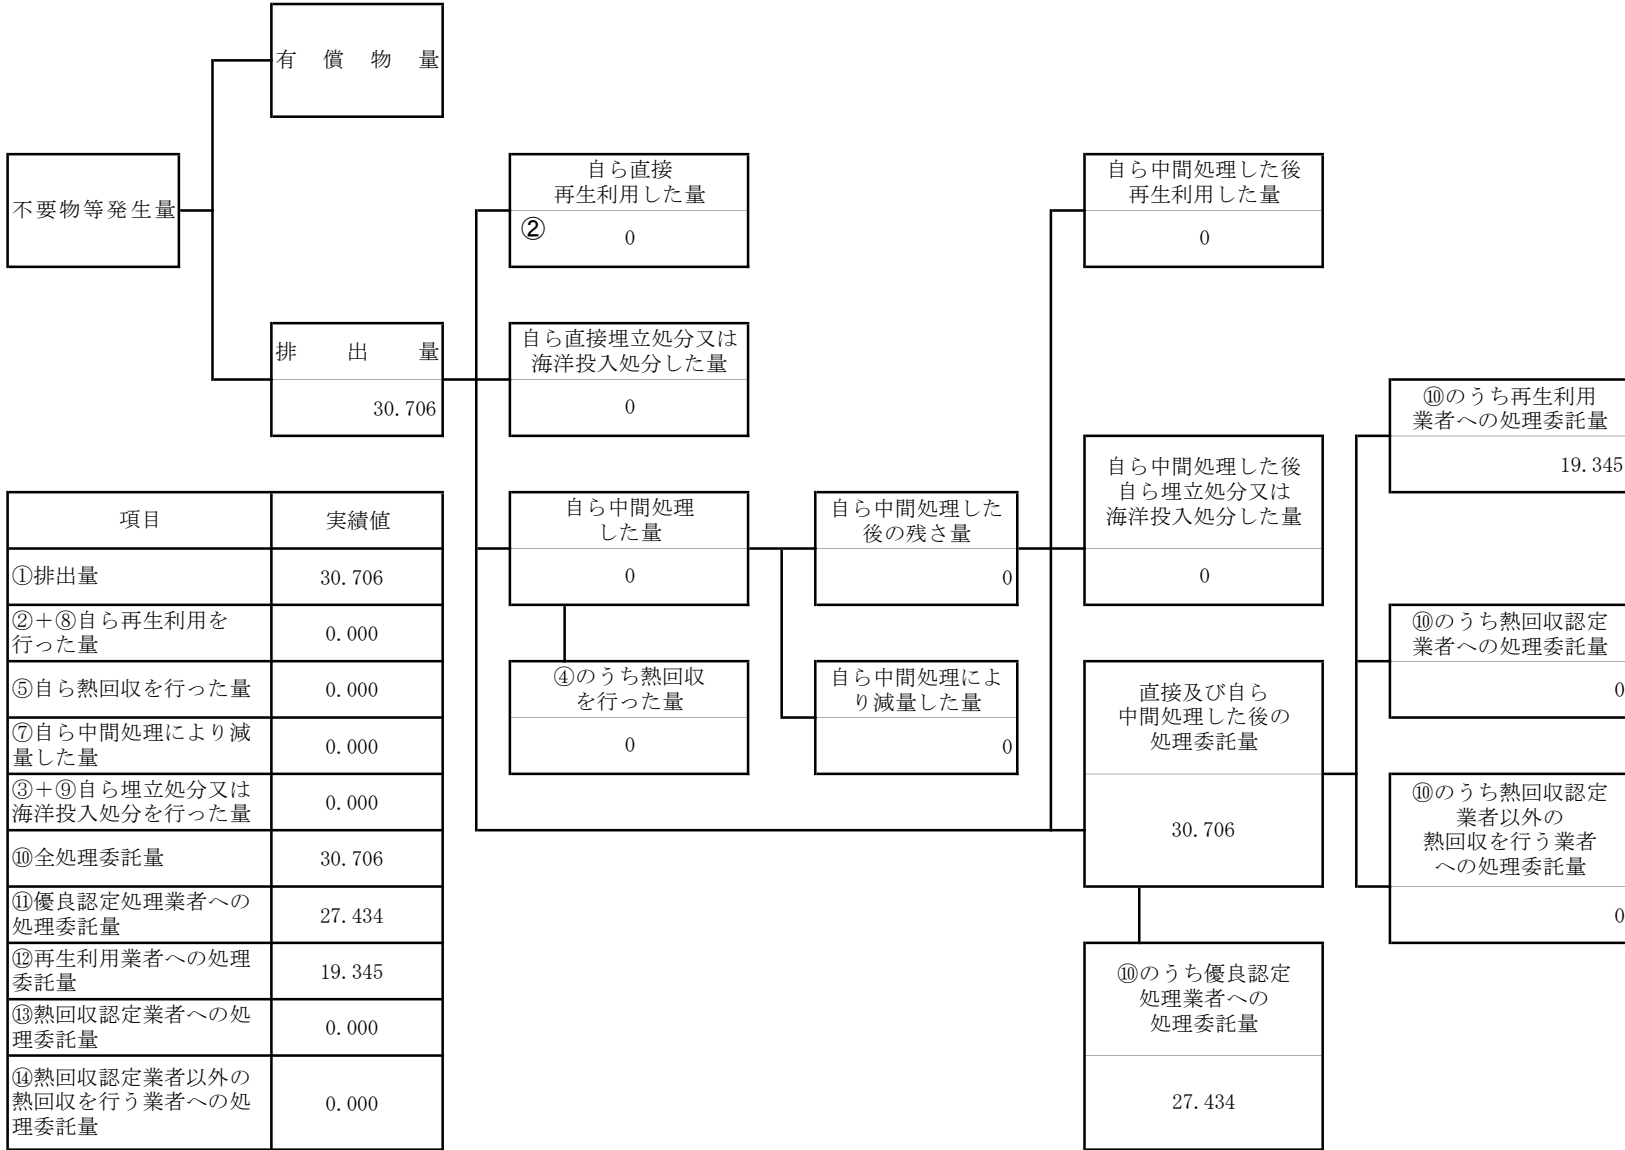 有償物量
不要物等発生量
排出量
30.706
自ら直接
再生利用した量
②
0
自ら直接埋立処分又は
海洋投入処分した量
0
自ら中間処理
した量
0
④のうち熱回収
を行った量
0
自ら中間処理した
後の残さ量
0
自ら中間処理によ
り減量した量
0
自ら中間処理した後
再生利用した量
0
自ら中間処理した後
自ら埋立処分又は
海洋投入処分した量
0
直接及び自ら
中間処理した後の
処理委託量
30.706
⑩のうち優良認定
処理業者への
処理委託量
27.434
⑩のうち再生利用
業者への処理委託量
19.345
⑩のうち熱回収認定
業者への処理委託量
0
⑩のうち熱回収認定
業者以外の
熱回収を行う業者
への処理委託量
0
項目 実績値
①排出量 30.706
②＋⑧自ら再生利用を
行った量 0.000
⑤自ら熱回収を行った量 0.000
⑦自ら中間処理により減
量した量 0.000
③＋⑨自ら埋立処分又は
海洋投入処分を行った量 0.000
⑩全処理委託量 30.706
⑪優良認定処理業者への
処理委託量 27.434
⑫再生利用業者への処理
委託量 19.345
⑬熱回収認定業者への処
理委託量 0.000
⑭熱回収認定業者以外の
熱回収を行う業者への処
理委託量 0.000